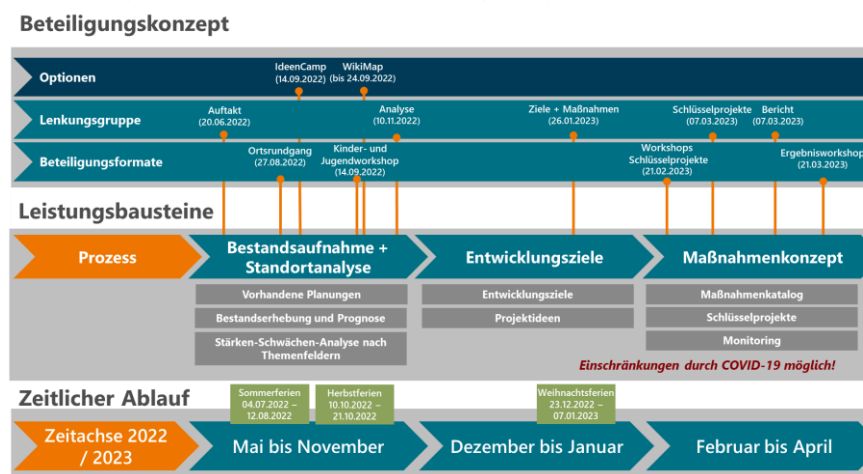 Beteiligungskonzept
IdeenCamp
(14.09.2022)
WikiMap
(bis 24.09.2022)
Optionen
Auftakt
(20.06.2022)
Analyse
(10.11.2022)
Ziele + Maßnahmen
(26.01.2023)
Schlüsselprojekte
(07.03.2023)
Bericht
(07.03.2023)
Lenkungsgruppe
Ortsrundgang
(27.08.2022)
Kinder- und
Jugendworkshop
(14.09.2022)
Workshops
Schlüsselprojekte
(21.02.2023)
Ergebnisworkshop
(21.03.2023)
Beteiligungsformate
Leistungsbausteine
Prozess
Bestandsaufnahme +
Standortanalyse
Entwicklungsziele
Maßnahmenkonzept
Vorhandene Planungen
Bestandserhebung und Prognose
Stärken-Schwächen-Analyse nach
Themenfeldern
Entwicklungsziele
Projektideen
Maßnahmenkatalog
Schlüsselprojekte
Monitoring
Einschränkungen durch COVID-19 möglich!
Zeitlicher Ablauf
Sommerferien
04.07.2022 –
12.08.2022
Herbstferien
10.10.2022 –
21.10.2022
Weihnachtsferien
23.12.2022 –
07.01.2023
Zeitachse 2022
/ 2023
Mai bis November
Dezember bis Januar
Februar bis April